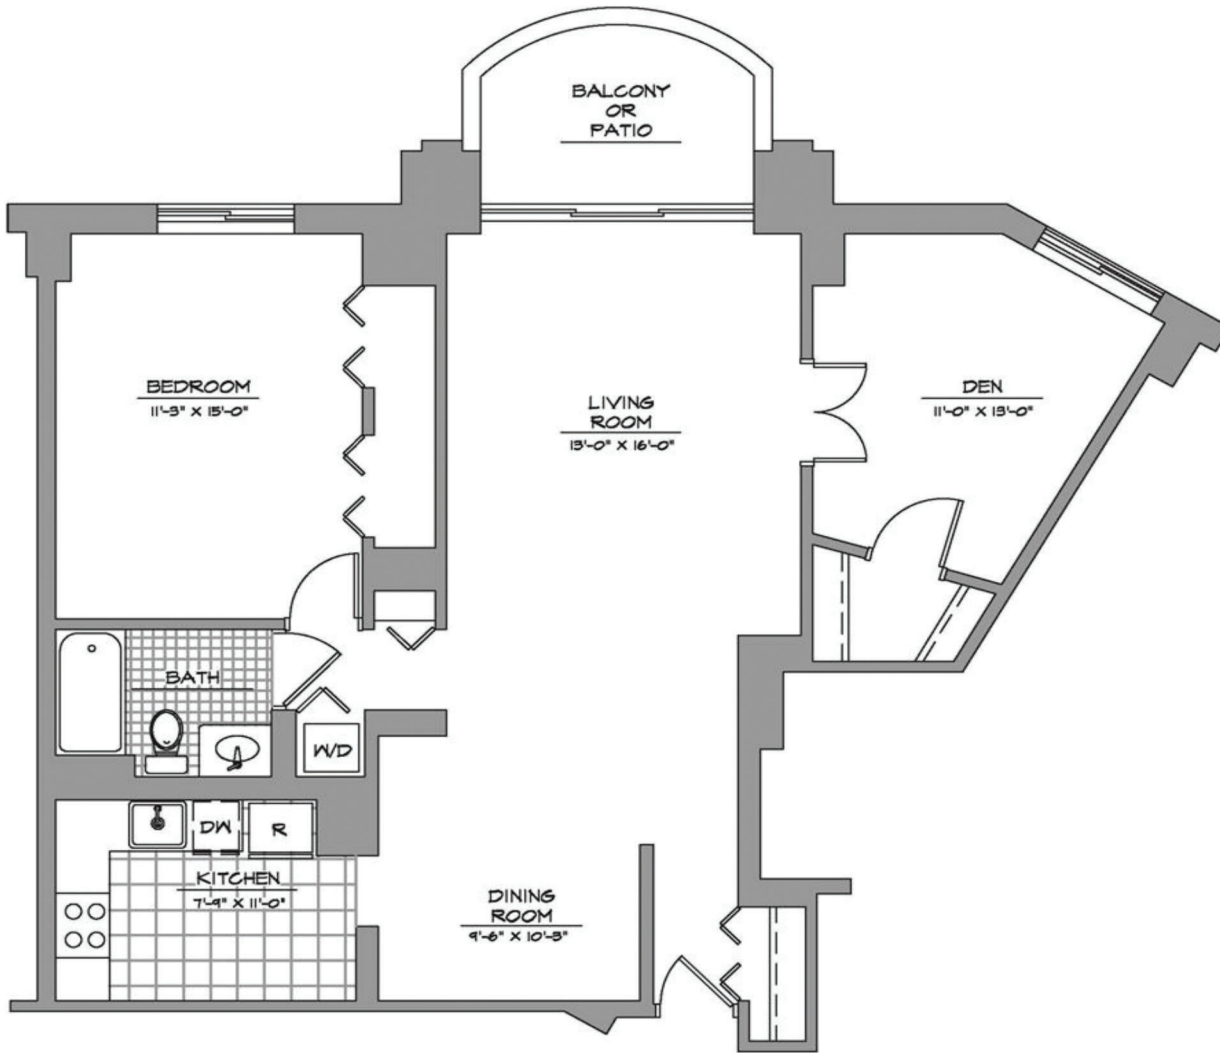 BALCONY
OR
PATIO
BEDROOM
11'-3" X 15'-0"
LIVING
ROOM
13'-0" X 16'-0"
DEN
11'-0" X 13'-0"
BATH
W/D
DW
R
KITCHEN
7'-9" X 11'-0"
DINING
ROOM
9'-6" X 10'-3"